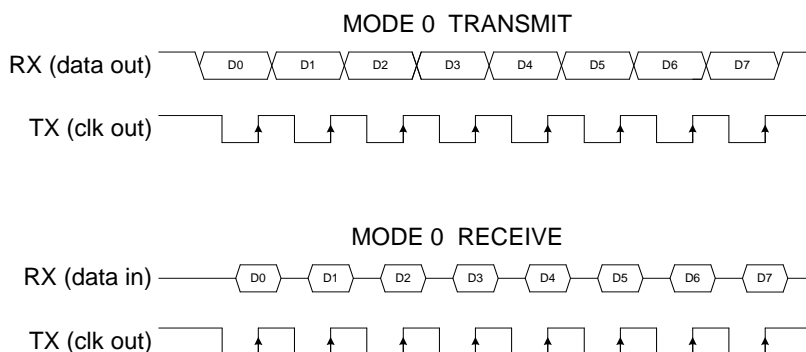 MODE 0 TRANSMIT
RX (data out) D0 D1 D2 D3 D4 D5 D6 D7
TX (clk out)
MODE 0 RECEIVE
RX (data in) D0 D1 D2 D3 D4 D5 D6 D7
TX (clk out)